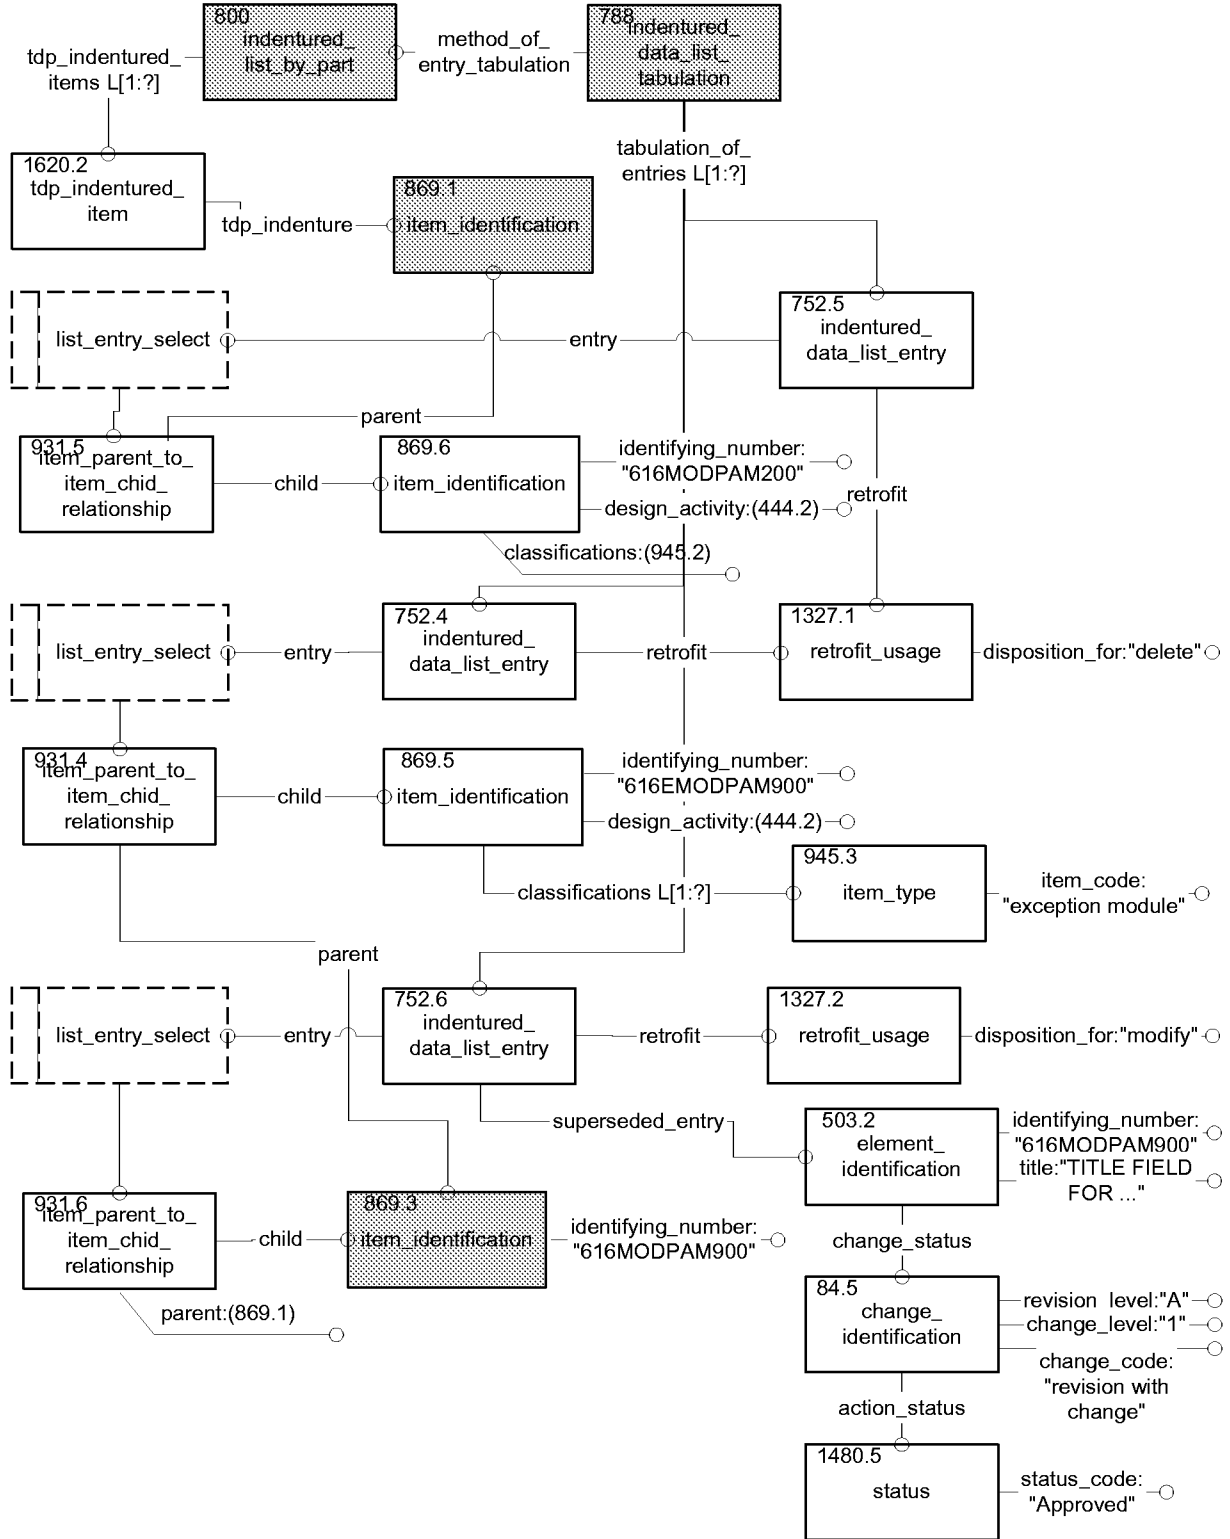 800
indentured_
list_by_part
method_of_
entry_tabulation
788
indentured_
data_list_
tabulation
tdp_indentured_
items L[1:?]
tabulation_of_
entries L[1:?]
1620.2
tdp_indentured_
item
tdp_indenture
869.1
item_identification
list_entry_select
entry
752.5
indentured_
data_list_entry
parent
931.5
item_parent_to_
item_chid_
relationship
child
869.6
item_identification
identifying_number:
"616MODPAM200"
design_activity:(444.2)
retrofit
classifications:(945.2)
list_entry_select
entry
752.4
indentured_
data_list_entry
retrofit
1327.1
retrofit_usage
disposition_for:"delete"
931.4
item_parent_to_
item_chid_
relationship
child
869.5
item_identification
identifying_number:
"616EMODPAM900"
design_activity:(444.2)
classifications L[1:?]
945.3
item_type
item_code:
"exception module"
parent
list_entry_select
entry
752.6
indentured_
data_list_entry
retrofit
1327.2
retrofit_usage
disposition_for:"modify"
superseded_entry
503.2
element_
identification
identifying_number:
"616MODPAM900"
title:"TITLE FIELD
FOR ..."
931.6
item_parent_to_
item_chid_
relationship
child
869.3
item_identification
identifying_number:
"616MODPAM900"
parent:(869.1)
change_status
84.5
change_
identification
revision_level:"A"
change_level:"1"
change_code:
"revision with
change"
action_status
1480.5
status
status_code:
"Approved"